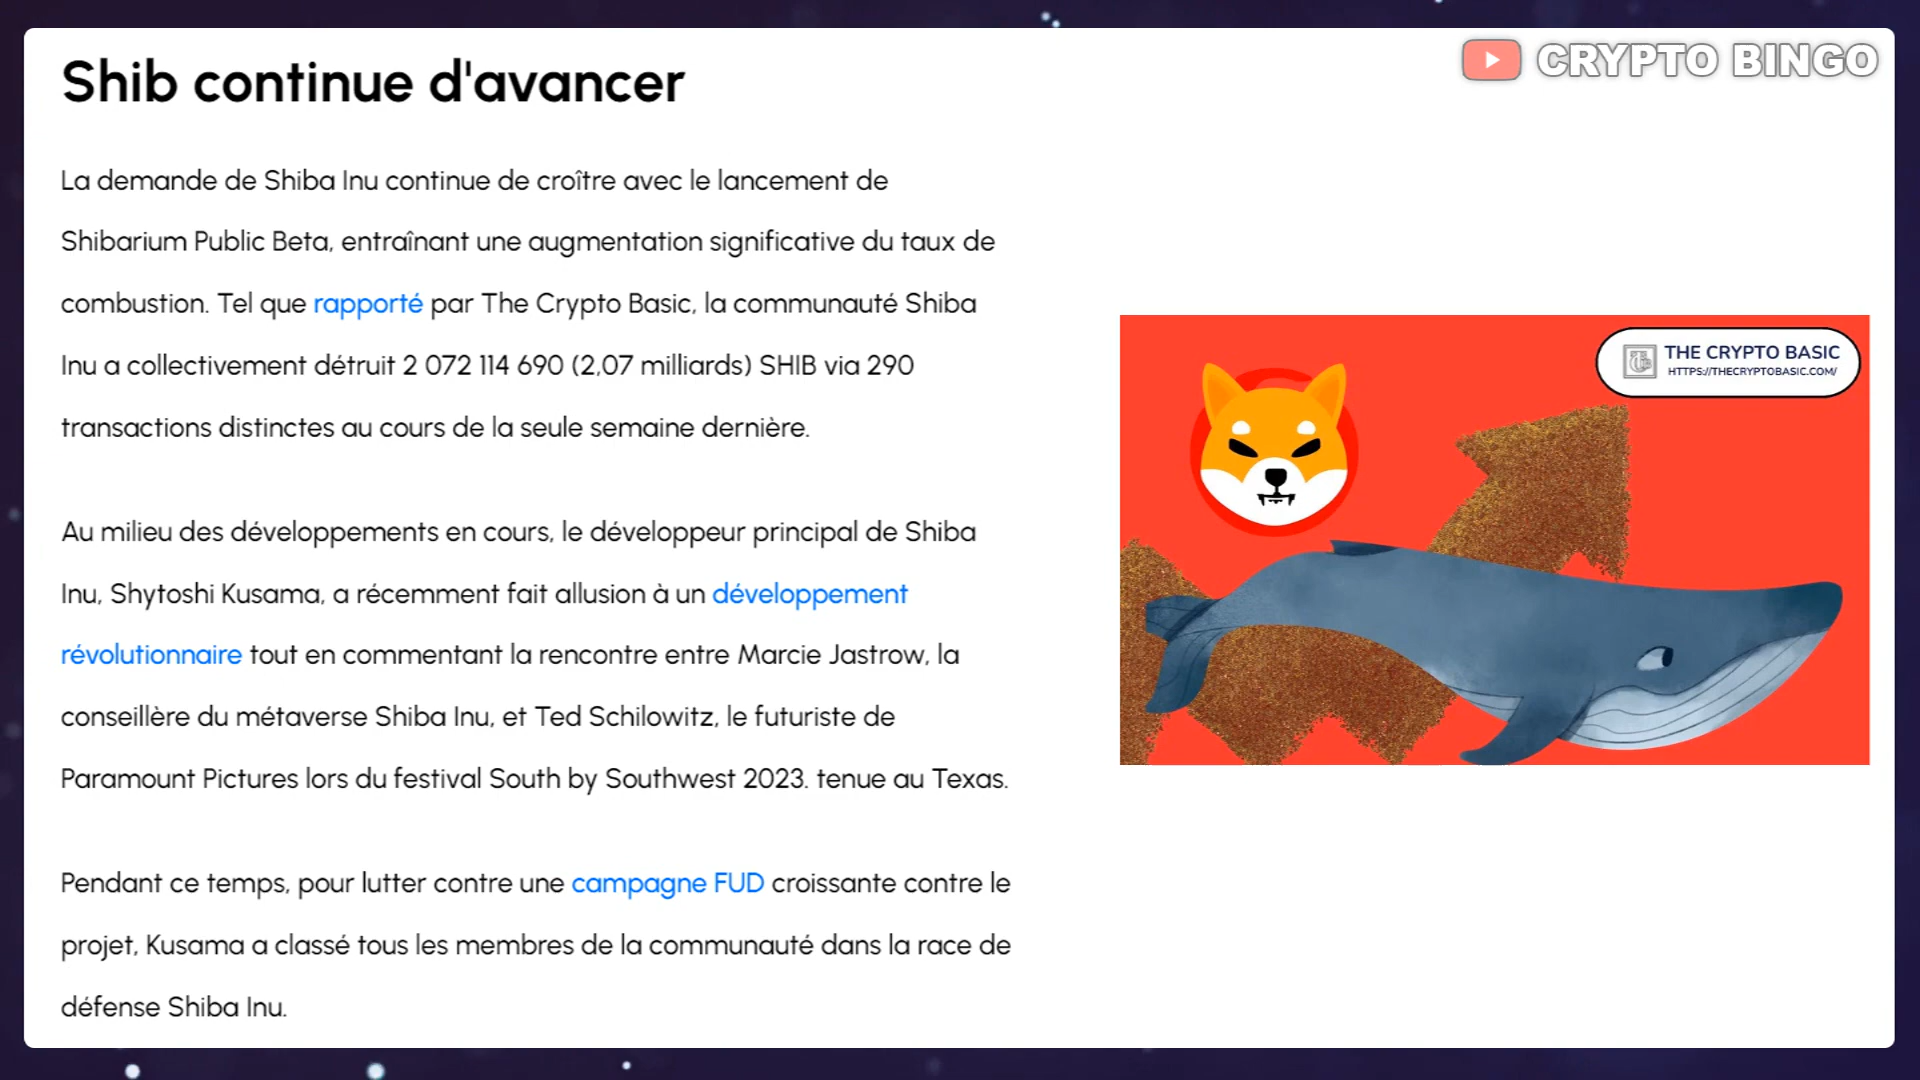 Shib continue d'avancer
CRYPTO BINGO
La demande de Shiba Inu continue de croître avec le lancement de
Shibarium Public Beta, entraînant une augmentation significative du taux de
combustion. Tel que rapporté par The Crypto Basic, la communauté Shiba
Inu a collectivement détruit 2 072 114 690 (2,07 milliards) SHIB via 290
transactions distinctes au cours de la seule semaine dernière.
Au milieu des développements en cours, le développeur principal de Shiba
Inu, Shytoshi Kusama, a récemment fait allusion à un développement
révolutionnaire tout en commentant la rencontre entre Marcie Jastrow, la
conseillère du métaverse Shiba Inu, et Ted Schilowitz, le futuriste de
Paramount Pictures lors du festival South by Southwest 2023. tenue au Texas.
Pendant ce temps, pour lutter contre une campagne FUD croissante contre le
projet, Kusama a classé tous les membres de la communauté dans la race de
défense Shiba Inu.
THE CRYPTO BASIC
HTTPS://THECRYPTOBASIC.COM/